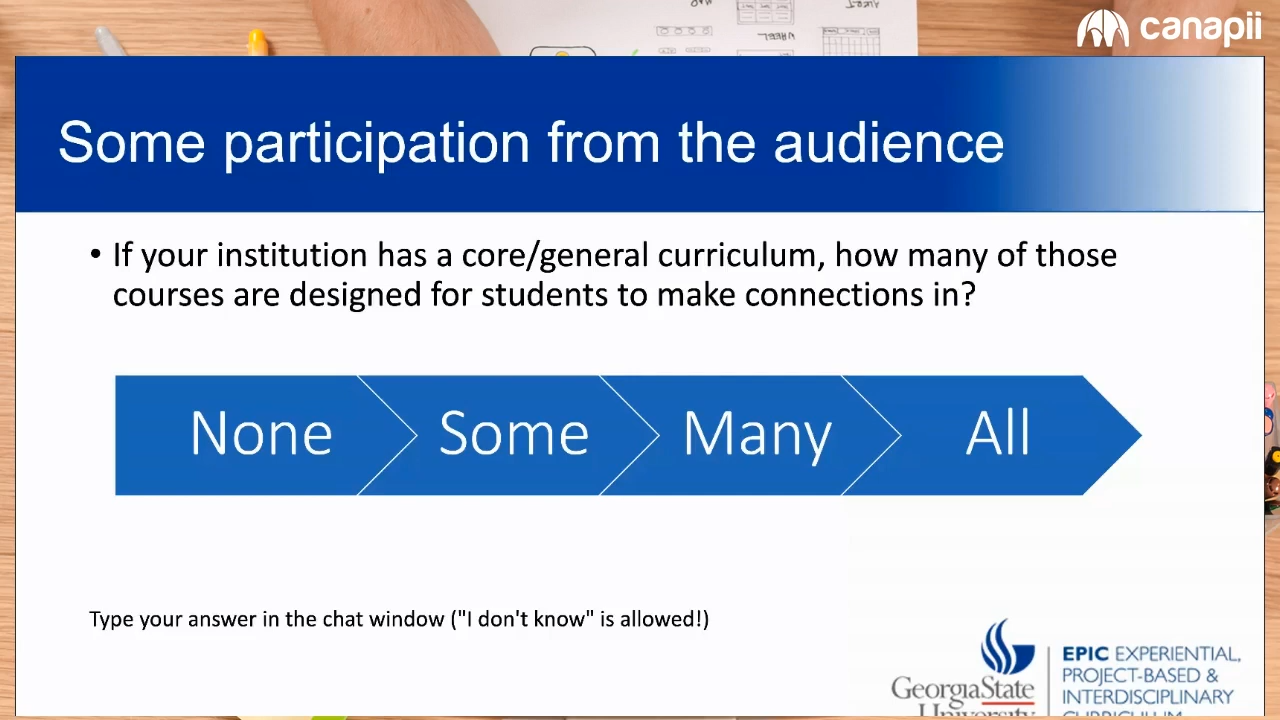 canapii
Some participation from the audience
• If your institution has a core/general curriculum, how many of those
courses are designed for students to make connections in?
None
Some
Many
All
Type your answer in the chat window ("I don't know" is allowed!)
GeorgiaState
University
EPIC EXPERIENTIAL,
PROJECT-BASED &
INTERDISCIPLINARY
CURRICULUM